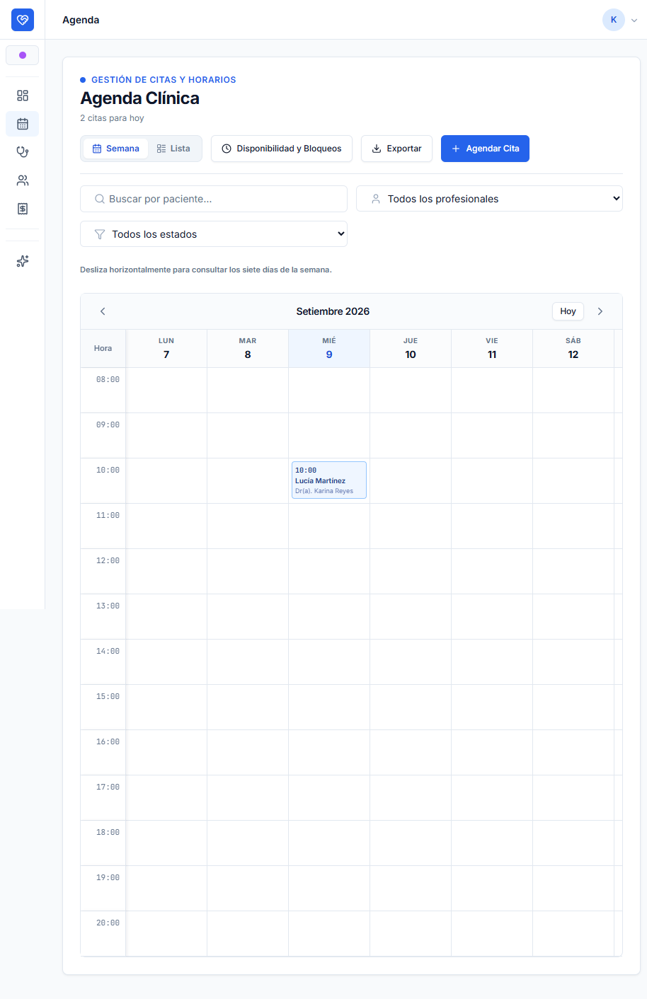 Agenda
K
GESTIÓN DE CITAS Y HORARIOS
Agenda Clínica
2 citas para hoy
Semana
Lista
Disponibilidad y Bloqueos
Exportar
Agendar Cita
Buscar por paciente...
Todos los profesionales
Todos los estados
Desliza horizontalmente para consultar los siete días de la semana.
Setiembre 2026
Hoy
Hora
LUN
7
MAR
8
MIÉ
9
JUE
10
VIE
11
SÁB
12
08:00
09:00
10:00
10:00
Lucía Martínez
Dr(a). Karina Reyes
11:00
12:00
13:00
14:00
15:00
16:00
17:00
18:00
19:00
20:00